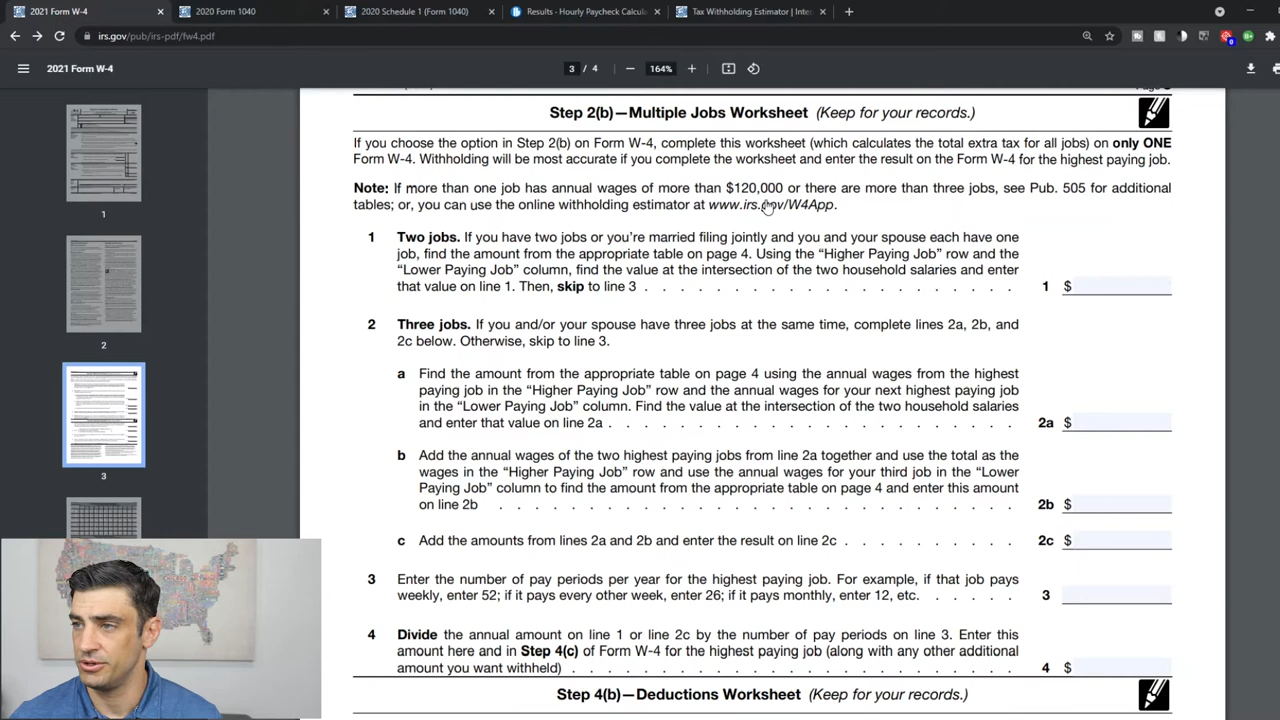 2021 Form W-4
2020 Form 1040
2020 Schedule 1 (Form 1040)
Results - Hourly Paycheck Calcula
Tax Withholding Estimator | Inte
irs.gov/pub/irs-pdf/fw4.pdf
2021 Form W-4
3 / 4
164%
1
2
3
Step 2(b)—Multiple Jobs Worksheet (Keep for your records.)
If you choose the option in Step 2(b) on Form W-4, complete this worksheet (which calculates the total extra tax for all jobs) on only ONE
Form W-4. Withholding will be most accurate if you complete the worksheet and enter the result on the Form W-4 for the highest paying job.
Note: If more than one job has annual wages of more than $120,000 or there are more than three jobs, see Pub. 505 for additional
tables; or, you can use the online withholding estimator at www.irs.gov/W4App.
1 Two jobs. If you have two jobs or you’re married filing jointly and you and your spouse each have one
job, find the amount from the appropriate table on page 4. Using the “Higher Paying Job” row and the
“Lower Paying Job” column, find the value at the intersection of the two household salaries and enter
that value on line 1. Then, skip to line 3 . . . . . . . . . . . . . . . 1 $
2 Three jobs. If you and/or your spouse have three jobs at the same time, complete lines 2a, 2b, and
2c below. Otherwise, skip to line 3.
a Find the amount from the appropriate table on page 4 using the annual wages from the highest
paying job in the “Higher Paying Job” row and the annual wages for your next highest paying job
in the “Lower Paying Job” column. Find the value at the intersection of the two household salaries
and enter that value on line 2a . . . . . . . . . . . . . . . . 2a $
b Add the annual wages of the two highest paying jobs from line 2a together and use the total as the
wages in the “Higher Paying Job” row and use the annual wages for your third job in the “Lower
Paying Job” column to find the amount from the appropriate table on page 4 and enter this amount
on line 2b . . . . . . . . . . . . . . . . . . . . 2b $
c Add the amounts from lines 2a and 2b and enter the result on line 2c . . . . . . . 2c $
3 Enter the number of pay periods per year for the highest paying job. For example, if that job pays
weekly, enter 52; if it pays every other week, enter 26; if it pays monthly, enter 12, etc. . . . . . 3
4 Divide the annual amount on line 1 or line 2c by the number of pay periods on line 3. Enter this
amount here and in Step 4(c) of Form W-4 for the highest paying job (along with any other additional
amount you want withheld) . . . . . . . . . . . . . . . . . 4 $
Step 4(b)—Deductions Worksheet (Keep for your records.)